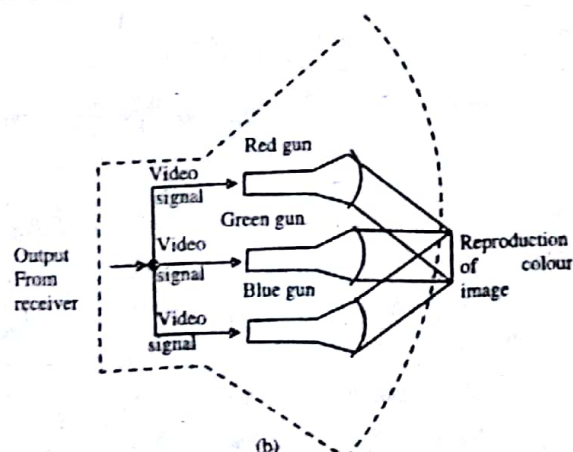 Red gun
Video
signal
Green gun
Output
From
receiver
Video
signal
Reproduction
of colour
image
Blue gun
Video
signal
(b)